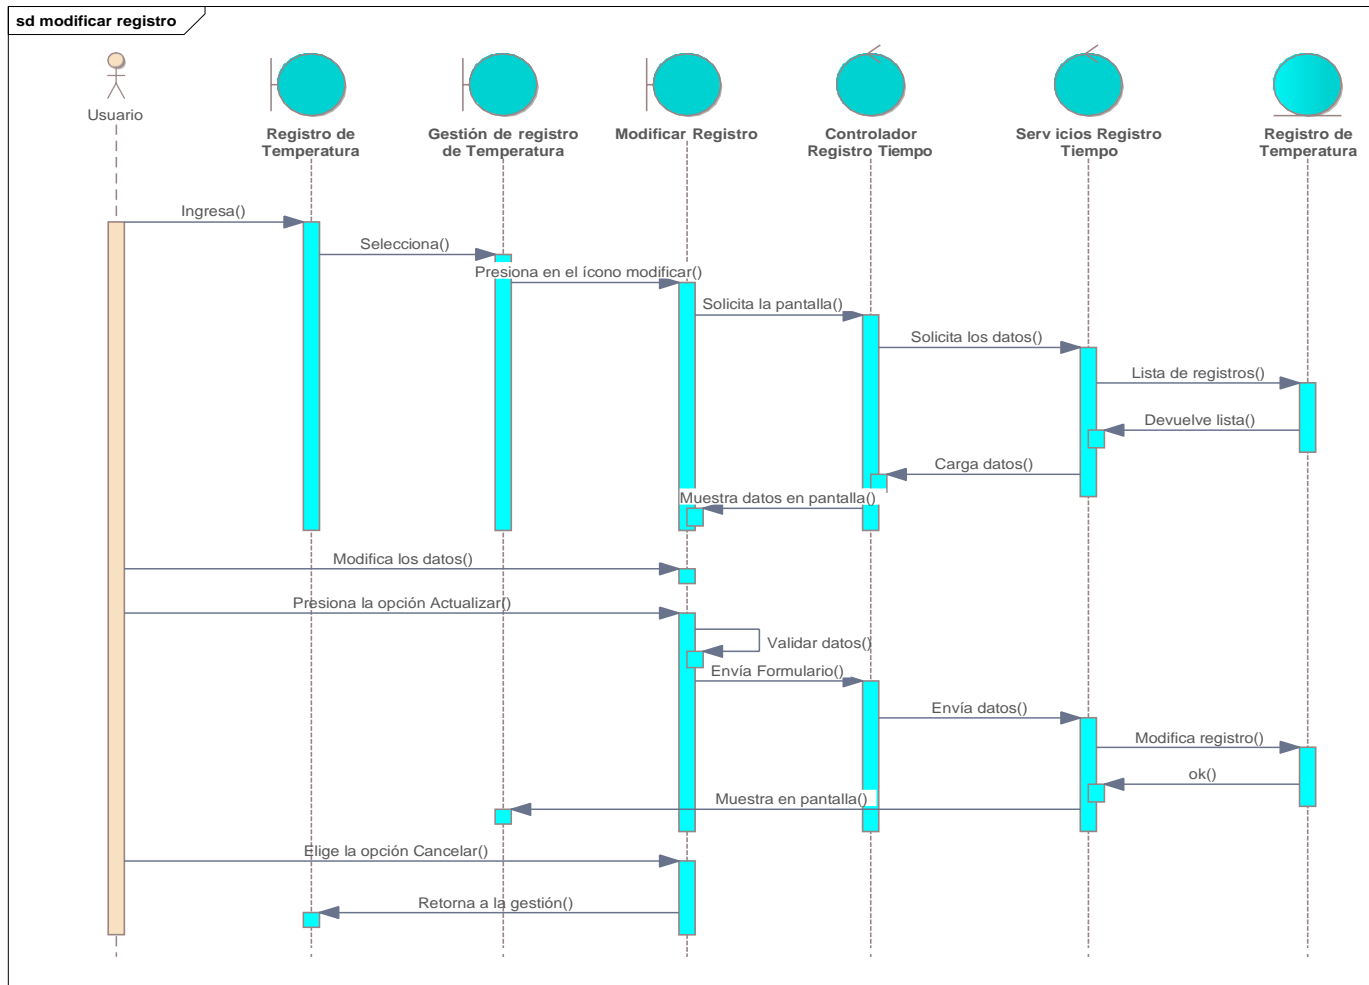 sd modificar registro
Usuario
Registro de
Temperatura
Gestión de registro
de Temperatura
Modificar Registro
Controlador
Registro Tiempo
Serv icios Registro
Tiempo
Registro de
Temperatura
Ingresa()
Selecciona()
Presiona en el ícono modificar()
Solicita la pantalla()
Solicita los datos()
Lista de registros()
Devuelve lista()
Carga datos()
Muestra datos en pantalla()
Modifica los datos()
Presiona la opción Actualizar()
Validar datos()
Envía Formulario()
Envía datos()
Modifica registro()
ok()
Muestra en pantalla()
Elige la opción Cancelar()
Retorna a la gestión()